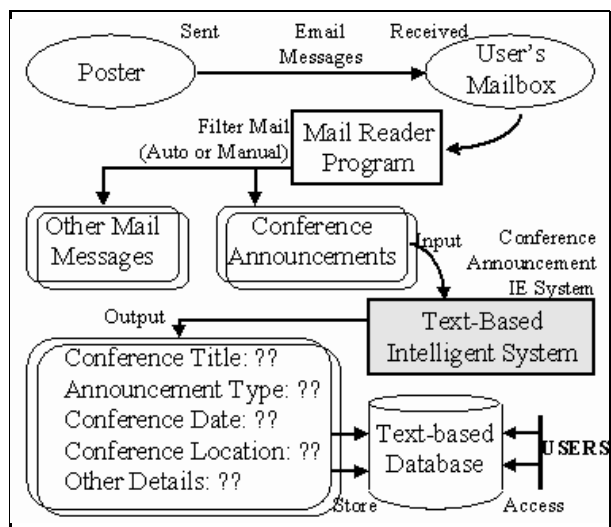 Sent Email Received
Messages
Poster
User's
Mailbox
Filter Mail
(Auto or Manual)
Mail Reader
Program
Other Mail
Messages
Conference
Announcements
Input
Conference
Announcement
IE System
Output
Text-Based
Intelligent System
Conference Title: ??
Announcement Type: ??
Conference Date: ??
Conference Location: ??
Other Details: ??
Text-based
Database
USERS
Store
Access